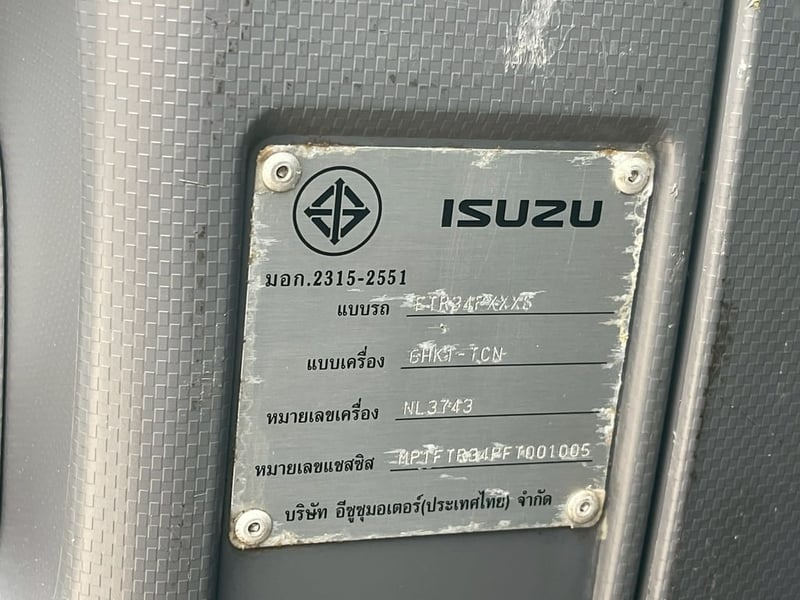 ISUZU
มอก.2315-2551
แบบรถ
แบบเครื่อง 6HK1-TCN
หมายเลขเครื่อง NL3743
หมายเลขแชสซิส MP1FTR34PFT001005
บริษัท อีซูซุมอเตอร์(ประเทศไทย) จำกัด